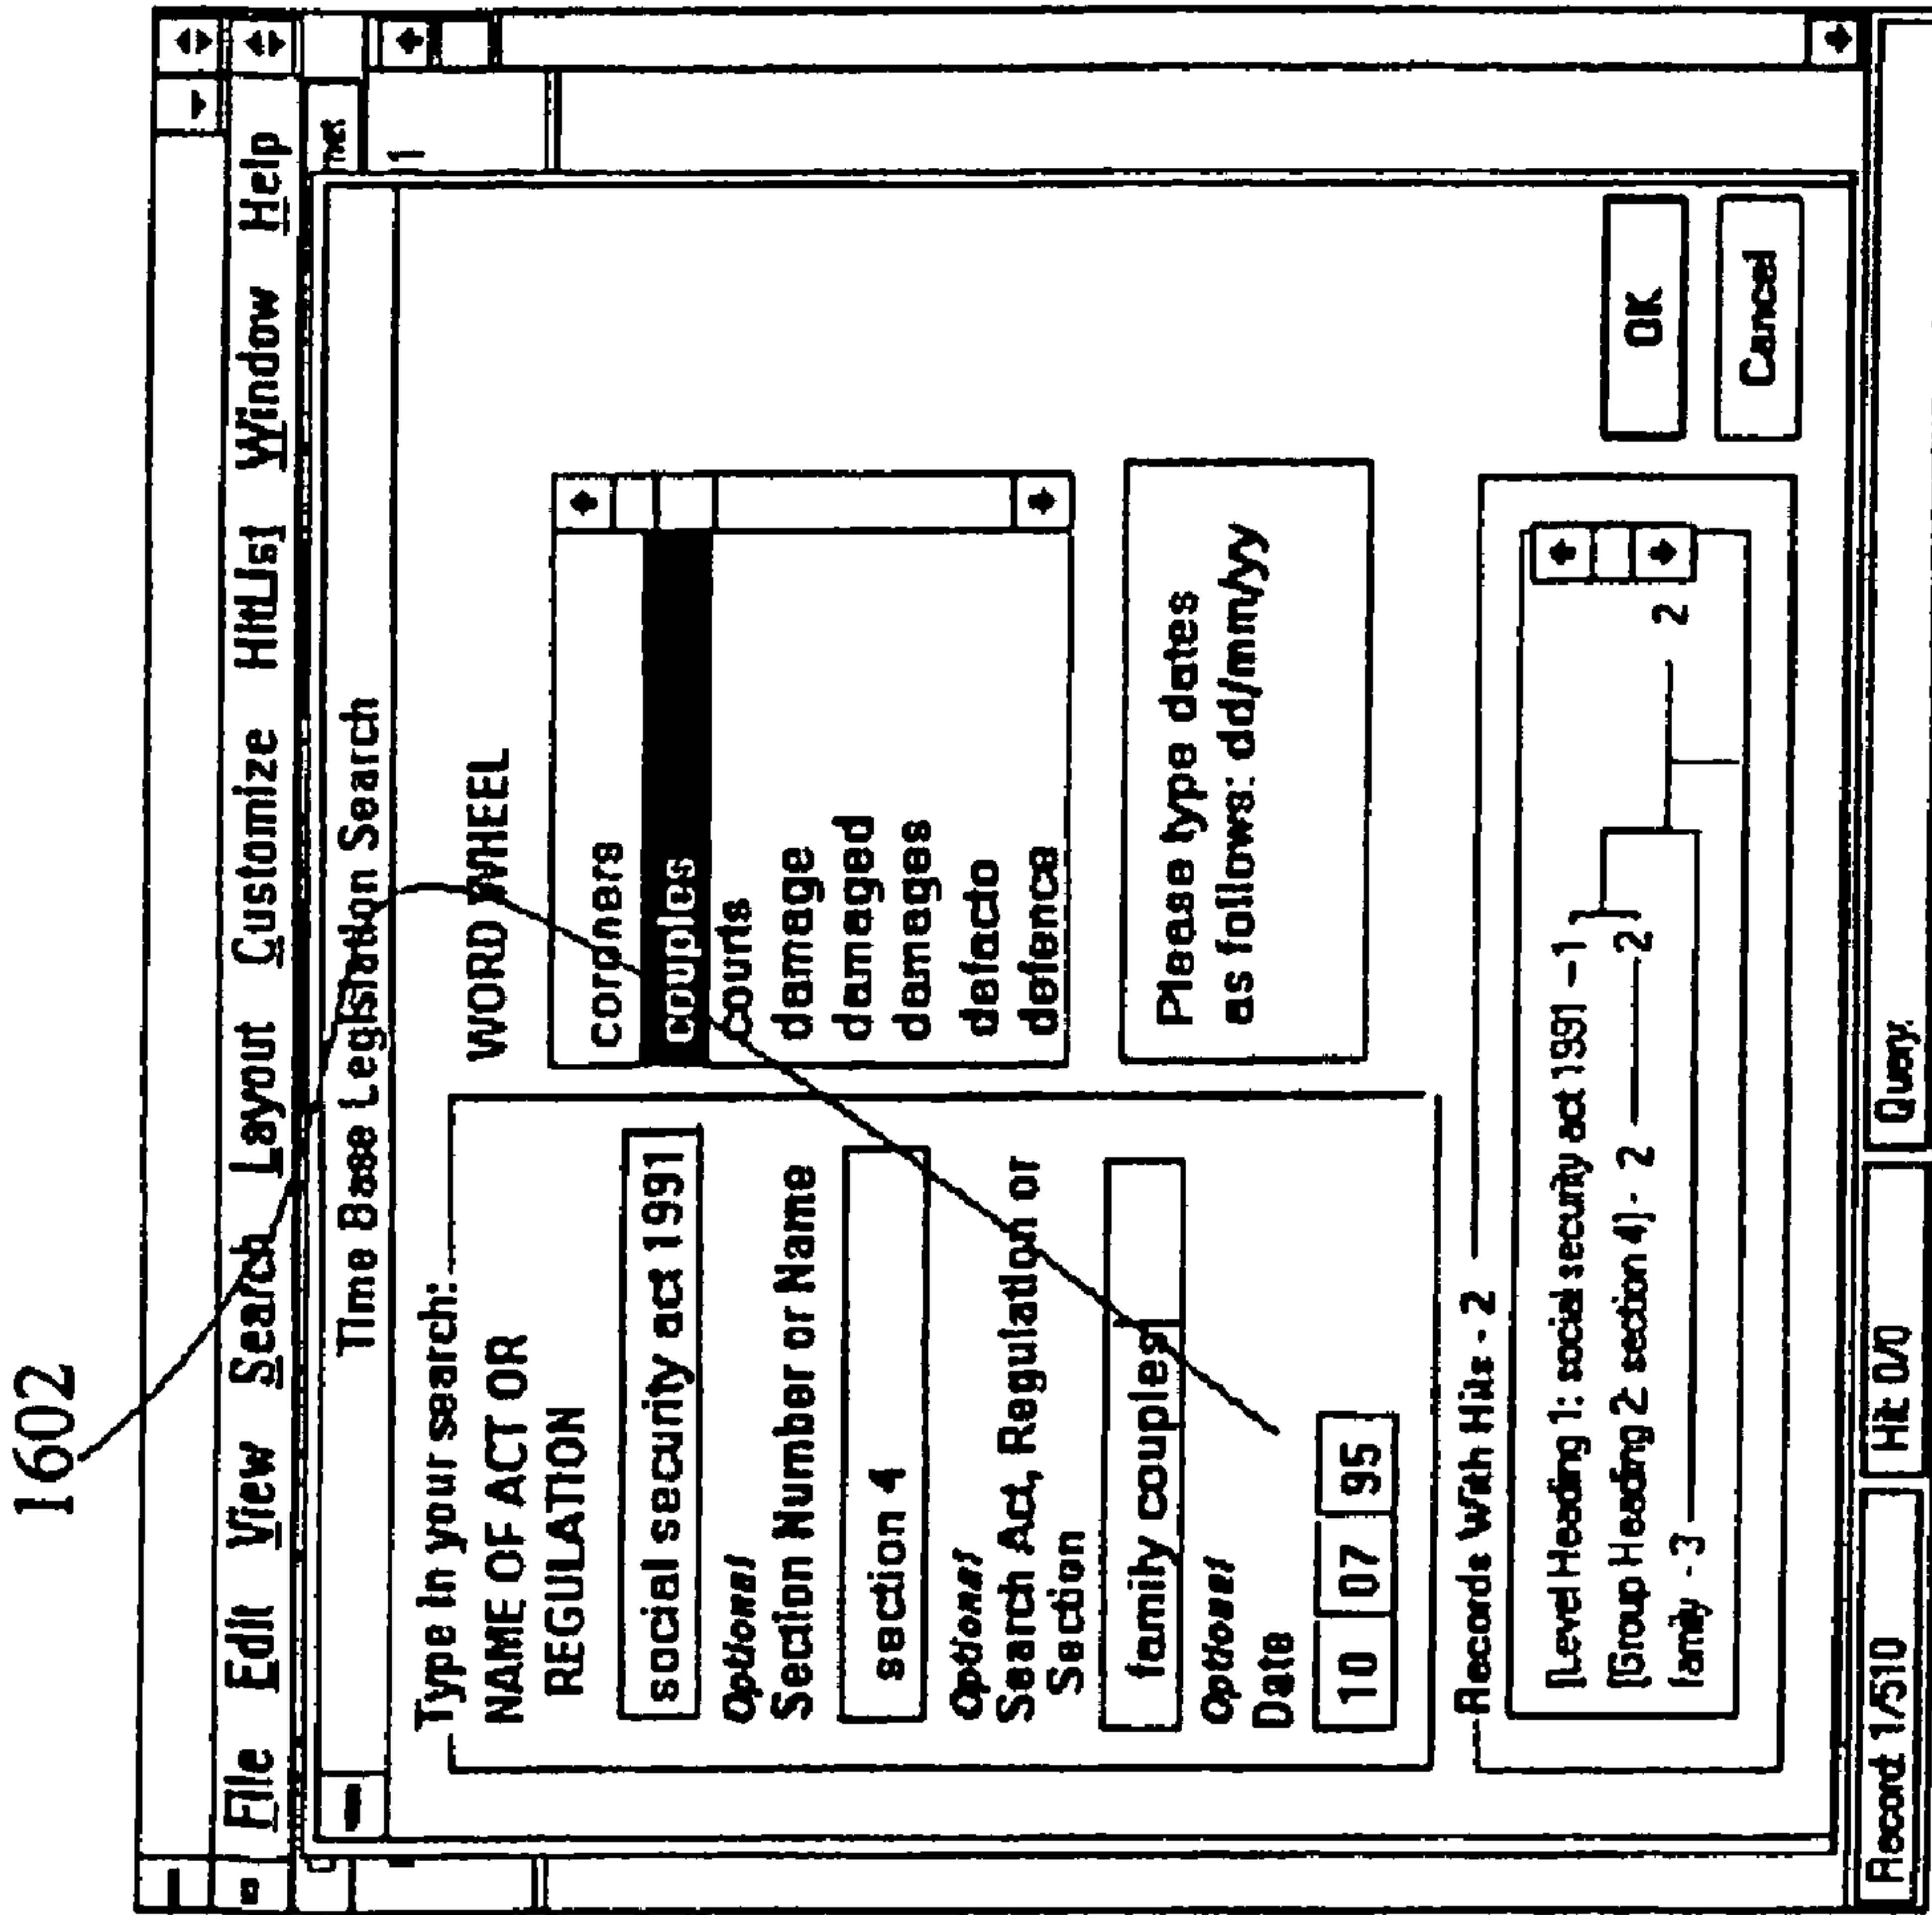 1602
File Edit View Search Layout Customize HitList Window Help
Time Base Legislation Search
1
Type In your search:
NAME OF ACT OR
REGULATION
social security act 1991
Optional
Section Number or Name
section 4
Optional
Search Act, Regulation or
Section
family couples
Optional
Date
10 07 95
WORD WHEEL
coroners
couples
courts
damage
damaged
damages
defacto
defence
Please type dates
as follows: dd/mm/yy
Records With Hits - 2
[Level Heading 1: social security act 1991 - 1]
[Group Heading 2: section 4] - 2 2 2
family - 3
OK
Cancel
Record: 1/510 Hit: 0/0 Query: